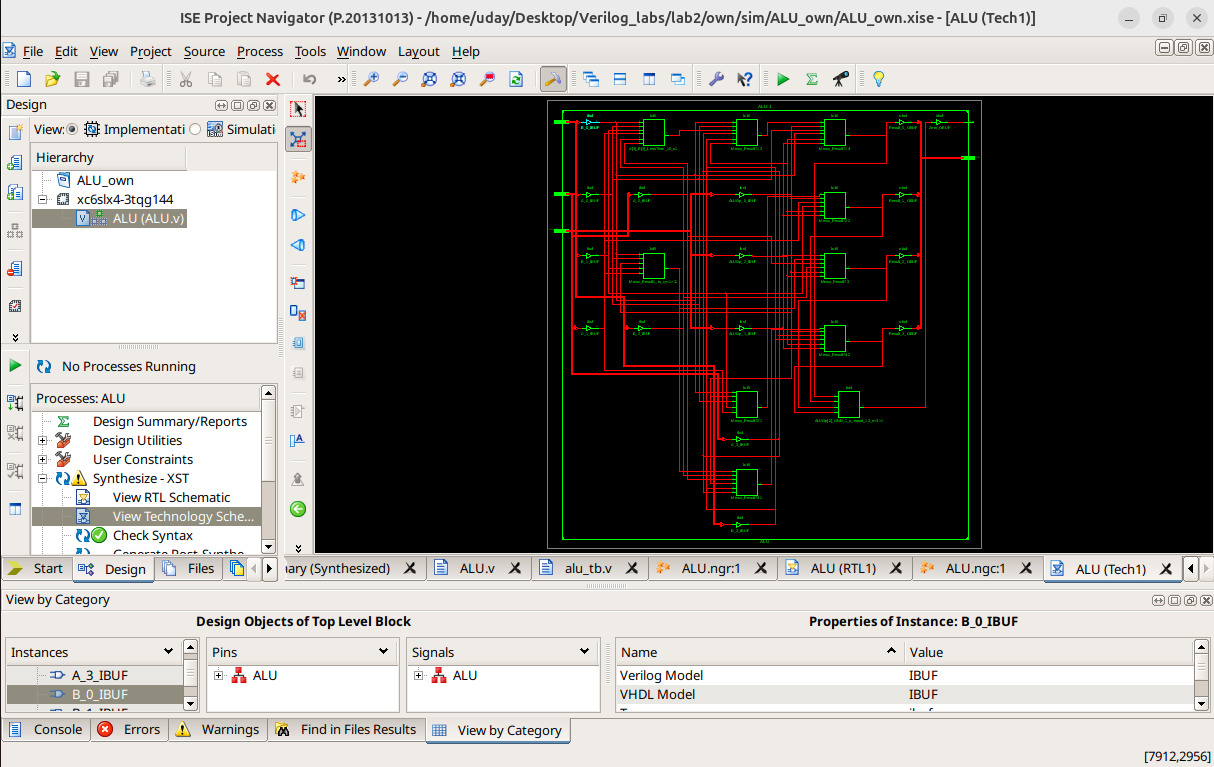 ISE Project Navigator (P.20131013) - /home/uday/Desktop/Verilog_labs/lab2/own/sim/ALU_own/ALU_own.xise - [ALU (Tech1)]
File Edit View Project Source Process Tools Window Layout Help
»
Design
View: Implementati Simulati
Hierarchy
ALU_own
xc6slx4-3tqg144
ALU (ALU.v)
No Processes Running
Processes: ALU
Design Summary/Reports
Design Utilities
User Constraints
Synthesize - XST
View RTL Schematic
View Technology Sche...
Check Syntax
Generate Post-Synthe
Start Design Files
ary (Synthesized) ALU.v alu_tb.v ALU.ngr:1 ALU (RTL1) ALU.ngc:1 ALU (Tech1)
ALU:1
B_0_IBUF
ALU
View by Category
Design Objects of Top Level Block
Properties of Instance: B_0_IBUF
Instances Pins Signals Name Value
A_3_IBUF ALU ALU Verilog Model IBUF
B_0_IBUF VHDL Model IBUF
Console Errors Warnings Find in Files Results View by Category
[7912,2956]